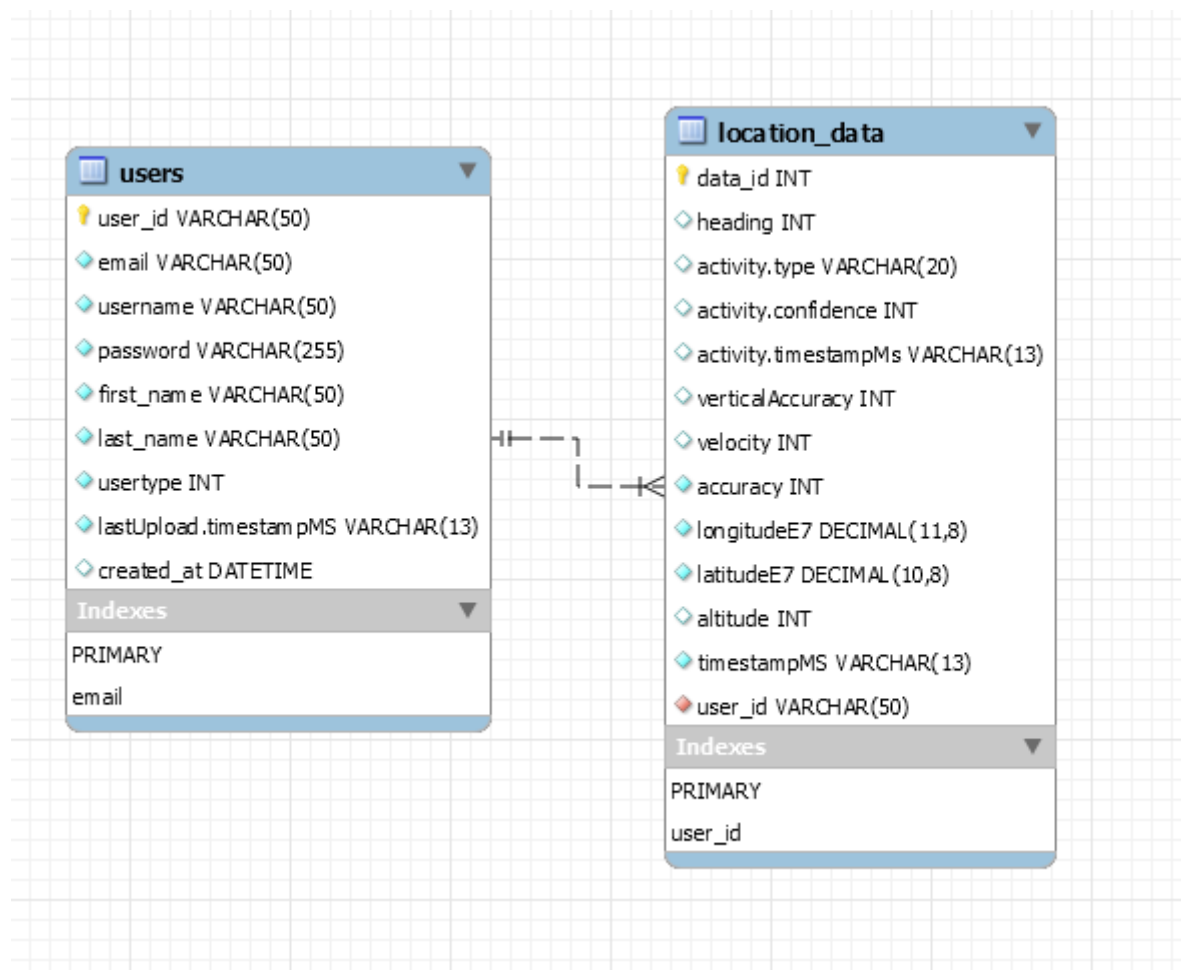 users
user_id VARCHAR(50)
email VARCHAR(50)
username VARCHAR(50)
password VARCHAR(255)
first_name VARCHAR(50)
last_name VARCHAR(50)
usertype INT
lastUpload.timestampMS VARCHAR(13)
created_at DATETIME
Indexes
PRIMARY
email
location_data
data_id INT
heading INT
activity.type VARCHAR(20)
activity.confidence INT
activity.timestampMs VARCHAR(13)
verticalAccuracy INT
velocity INT
accuracy INT
longitudeE7 DECIMAL(11,8)
latitudeE7 DECIMAL(10,8)
altitude INT
timestampMS VARCHAR(13)
user_id VARCHAR(50)
Indexes
PRIMARY
user_id